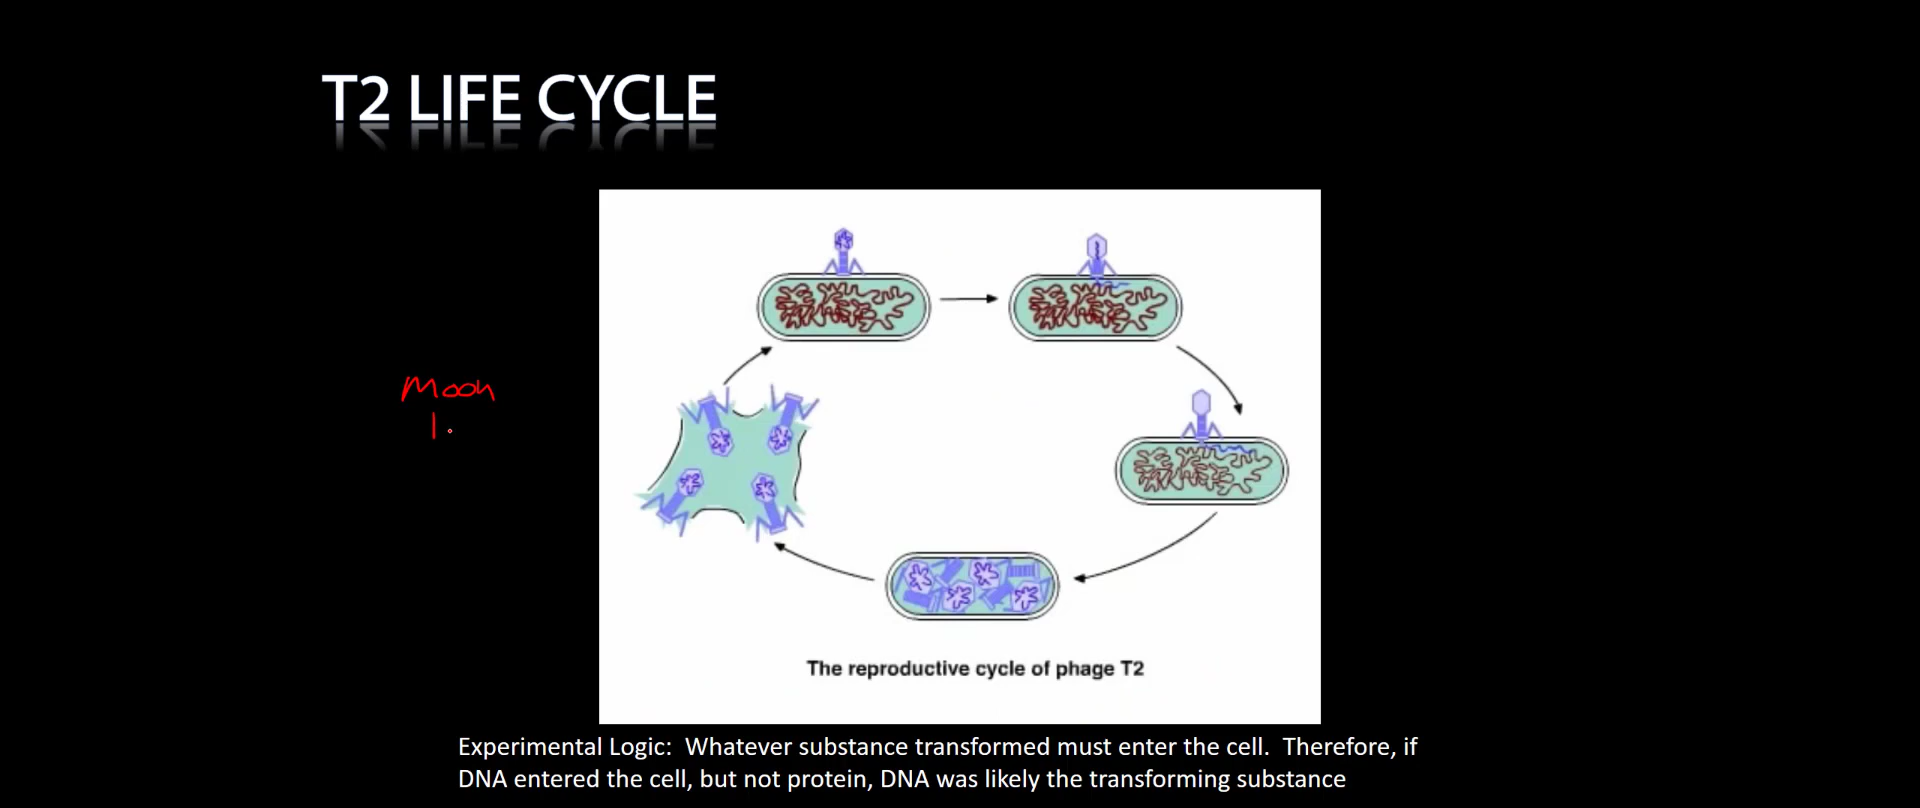 T2 LIFE CYCLE
Moon
1.
The reproductive cycle of phage T2
Experimental Logic:  Whatever substance transformed must enter the cell.  Therefore, if
DNA entered the cell, but not protein, DNA was likely the transforming substance